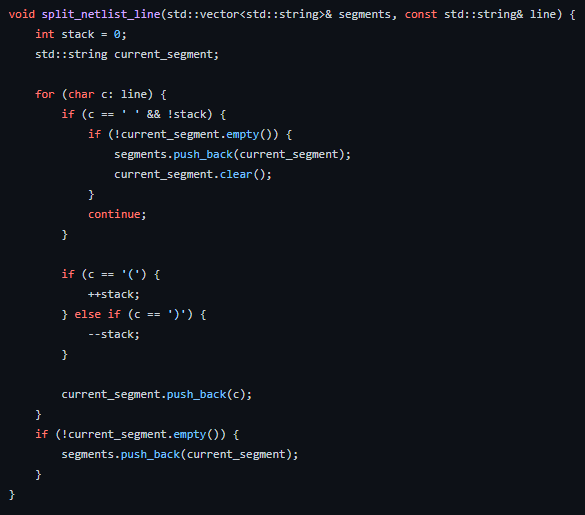 void split_netlist_line(std::vector<std::string>& segments, const std::string& line) {
    int stack = 0;
    std::string current_segment;

    for (char c: line) {
        if (c == ' ' && !stack) {
            if (!current_segment.empty()) {
                segments.push_back(current_segment);
                current_segment.clear();
            }
            continue;
        }

        if (c == '(') {
            ++stack;
        } else if (c == ')') {
            --stack;
        }

        current_segment.push_back(c);
    }
    if (!current_segment.empty()) {
        segments.push_back(current_segment);
    }
}